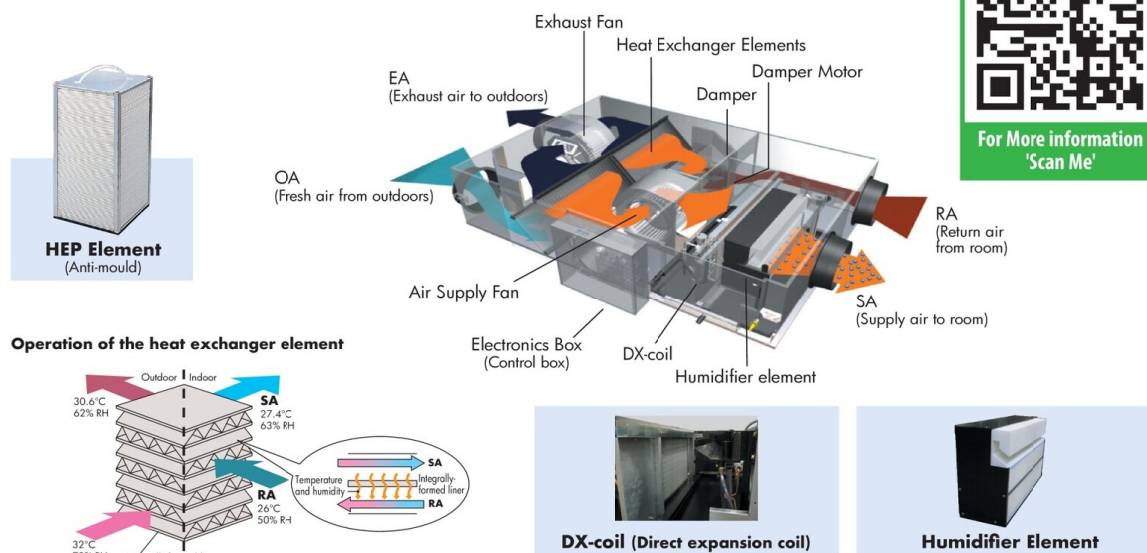 Exhaust Fan
Heat Exchanger Elements
Damper Motor
Damper
EA
(Exhaust air to outdoors)
OA
(Fresh air from outdoors)
For More information
'Scan Me'
HEP Element
(Anti-mould)
RA
(Return air
from room)
SA
(Supply air to room)
Air Supply Fan
Electronics Box
(Control box)
DX-coil
Humidifier element
Operation of the heat exchanger element
Outdoor Indoor
30.6°C
62% RH
SA
27.4°C
63% RH
RA
26°C
50% RH
32°C
Temperature
and humidity
Integrally-
formed liner
SA
RA
DX-coil (Direct expansion coil)
Humidifier Element